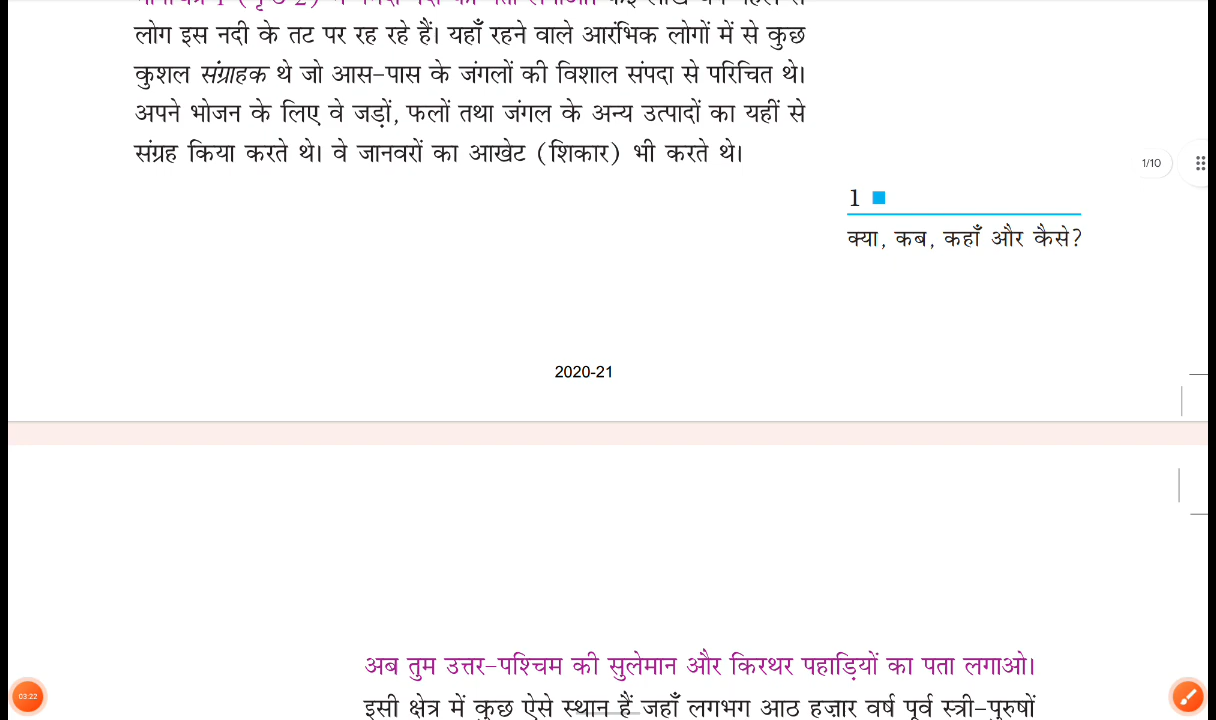 लोग इस नदी के तट पर रह रहे हैं। यहाँ रहने वाले आरंभिक लोगों में से कुछ
कुशल संग्राहक थे जो आस-पास के जंगलों की विशाल संपदा से परिचित थे।
अपने भोजन के लिए वे जड़ों, फलों तथा जंगल के अन्य उत्पादों का यहीं से
संग्रह किया करते थे। वे जानवरों का आखेट (शिकार) भी करते थे।
1/10
1
क्या, कब, कहाँ और कैसे?
2020-21
अब तुम उत्तर-पश्चिम की सुलेमान और किरथर पहाड़ियों का पता लगाओ।
03:22
इसी क्षेत्र में कुछ ऐसे स्थान हैं जहाँ लगभग आठ हज़ार वर्ष पूर्व स्त्री-पुरुषों